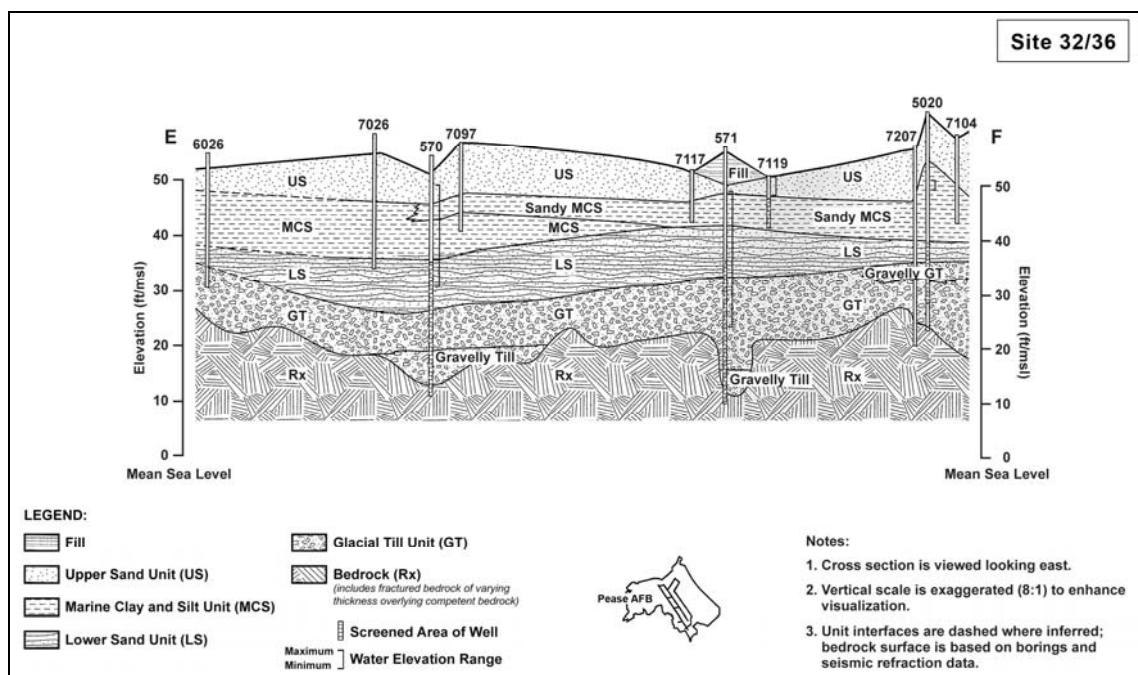 Site 32/36
E
6026
7026
570
7097
7117
571
7119
7207
5020
7104
F
US
US
Fill
US
MCS
Sandy MCS
MCS
Sandy MCS
LS
LS
LS
Gravelly GT
GT
GT
GT
Gravelly Till
Gravelly Till
Rx
Rx
Rx
50
40
30
20
10
0
Elevation (ft/msl)
Mean Sea Level
50
40
30
20
10
0
Elevation (ft/msl)
Mean Sea Level
LEGEND:
Fill
Upper Sand Unit (US)
Marine Clay and Silt Unit (MCS)
Lower Sand Unit (LS)
Glacial Till Unit (GT)
Bedrock (Rx)
(includes fractured bedrock of varying
thickness overlying competent bedrock)
Screened Area of Well
Maximum
Minimum
Water Elevation Range
Pease AFB
Notes:
1. Cross section is viewed looking east.
2. Vertical scale is exaggerated (8:1) to enhance
visualization.
3. Unit interfaces are dashed where inferred;
bedrock surface is based on borings and
seismic refraction data.